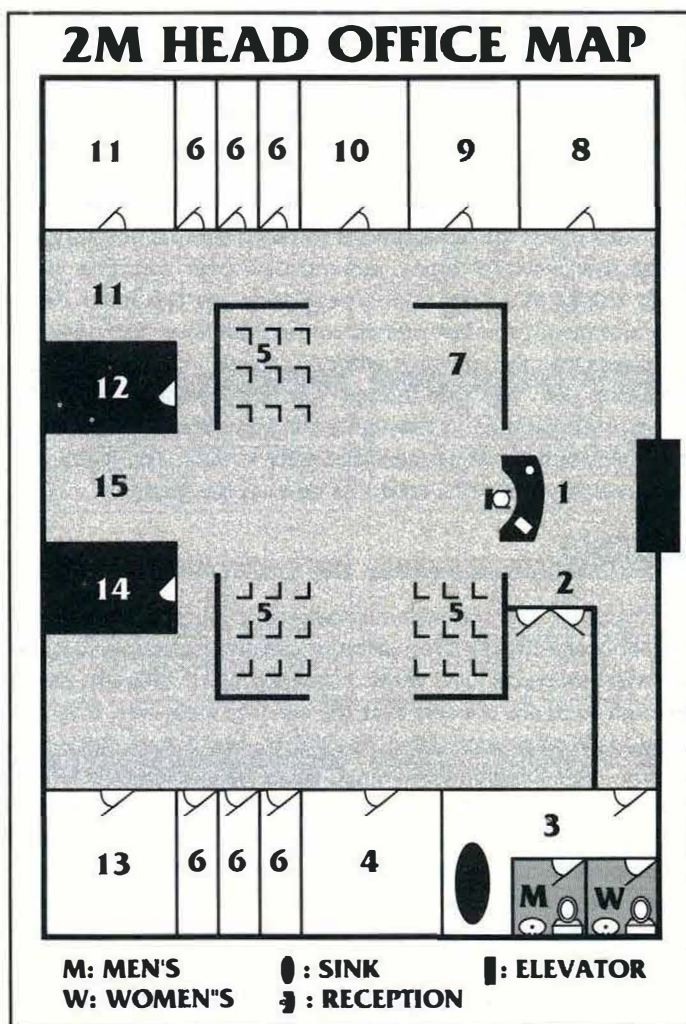 2M HEAD OFFICE MAP
11 6 6 6 10 9 8
11
5 7
12
15 1
14 5 5 2
13 6 6 6 4 3
M W
M: MEN'S : SINK : ELEVATOR
W: WOMEN"S : RECEPTION